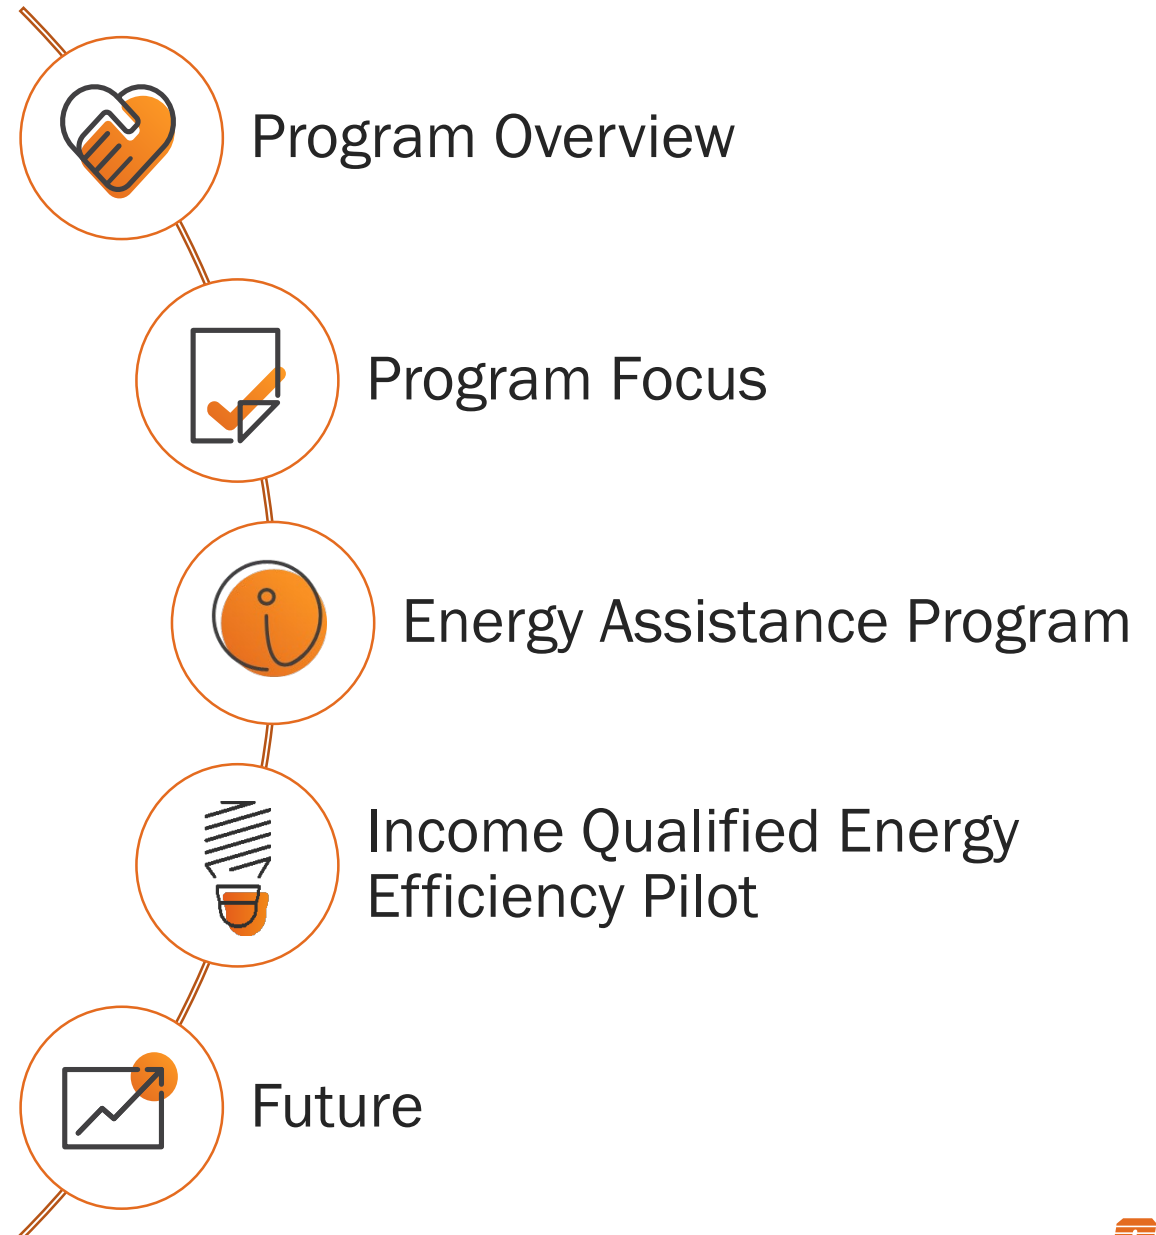 Program Overview
Program Focus
Energy Assistance Program
Income Qualified Energy
Efficiency Pilot
Future